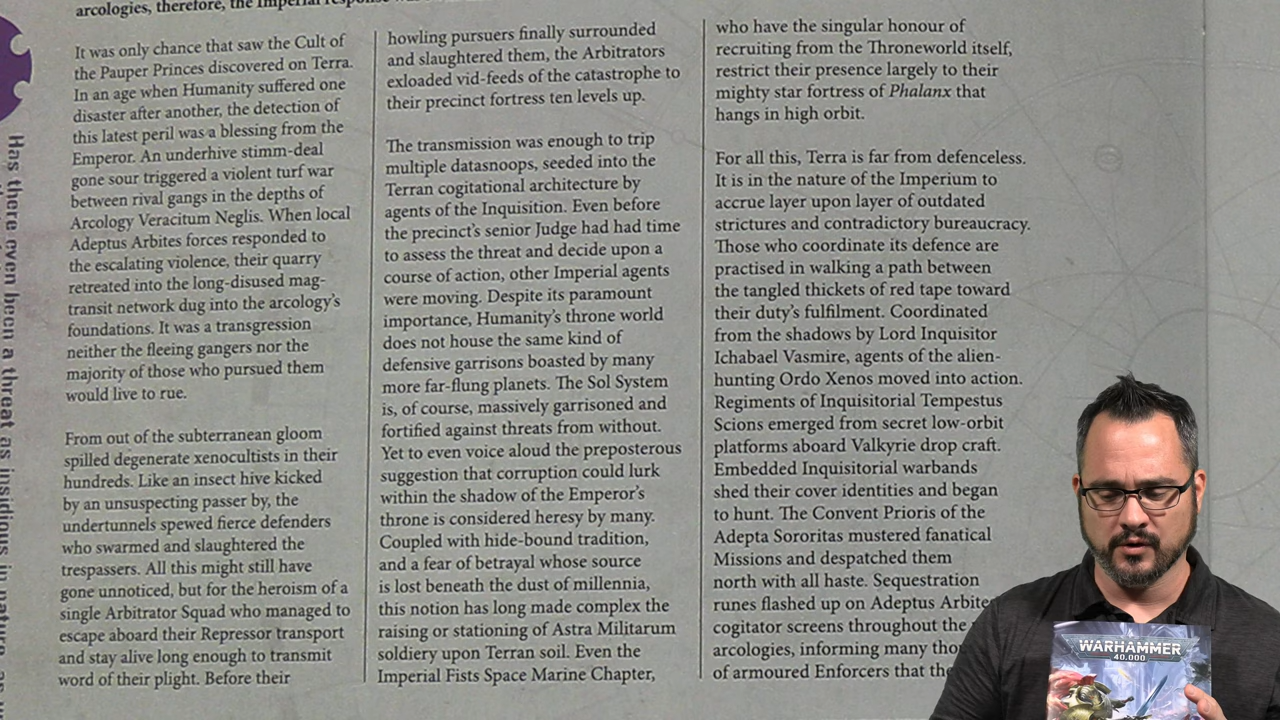 arcologies, therefore, the Imperial response was
It was only chance that saw the Cult of
the Pauper Princes discovered on Terra.
In an age when Humanity suffered one
disaster after another, the detection of
this latest peril was a blessing from the
Emperor. An underhive stimm-deal
gone sour triggered a violent turf war
between rival gangs in the depths of
Arcology Veracitum Neglis. When local
Adeptus Arbites forces responded to
the escalating violence, their quarry
retreated into the long-disused mag-
transit network dug into the arcology's
foundations. It was a transgression
neither the fleeing gangers nor the
majority of those who pursued them
would live to rue.
From out of the subterranean gloom
spilled degenerate xenocultists in their
hundreds. Like an insect hive kicked
by an unsuspecting passer by, the
undertunnels spewed fierce defenders
who swarmed and slaughtered the
trespassers. All this might still have
gone unnoticed, but for the heroism of a
single Arbitrator Squad who managed to
escape aboard their Repressor transport
and stay alive long enough to transmit
word of their plight. Before their
howling pursuers finally surrounded
and slaughtered them, the Arbitrators
exloaded vid-feeds of the catastrophe to
their precinct fortress ten levels up.
The transmission was enough to trip
multiple datasnoops, seeded into the
Terran cogitational architecture by
agents of the Inquisition. Even before
the precinct's senior Judge had had time
to assess the threat and decide upon a
course of action, other Imperial agents
were moving. Despite its paramount
importance, Humanity's throne world
does not house the same kind of
defensive garrisons boasted by many
more far-flung planets. The Sol System
is, of course, massively garrisoned and
fortified against threats from without.
Yet to even voice aloud the preposterous
suggestion that corruption could lurk
within the shadow of the Emperor's
throne is considered heresy by many.
Coupled with hide-bound tradition,
and a fear of betrayal whose source
is lost beneath the dust of millennia,
this notion has long made complex the
raising or stationing of Astra Militarum
soldiery upon Terran soil. Even the
Imperial Fists Space Marine Chapter,
who have the singular honour of
recruiting from the Throneworld itself,
restrict their presence largely to their
mighty star fortress of Phalanx that
hangs in high orbit.
For all this, Terra is far from defenceless.
It is in the nature of the Imperium to
accrue layer upon layer of outdated
strictures and contradictory bureaucracy.
Those who coordinate its defence are
practised in walking a path between
the tangled thickets of red tape toward
their duty's fulfilment. Coordinated
from the shadows by Lord Inquisitor
Ichabael Vasmire, agents of the alien-
hunting Ordo Xenos moved into action.
Regiments of Inquisitorial Tempestus
Scions emerged from secret low-orbit
platforms aboard Valkyrie drop craft.
Embedded Inquisitorial warbands
shed their cover identities and began
to hunt. The Convent Prioris of the
Adepta Sororitas mustered fanatical
Missions and despatched them
north with all haste. Sequestration
runes flashed up on Adeptus Arbites
cogitator screens throughout the
arcologies, informing many
of armoured Enforcers that
Has there even been a threat as insidious in nature as
WARHAMMER
40,000